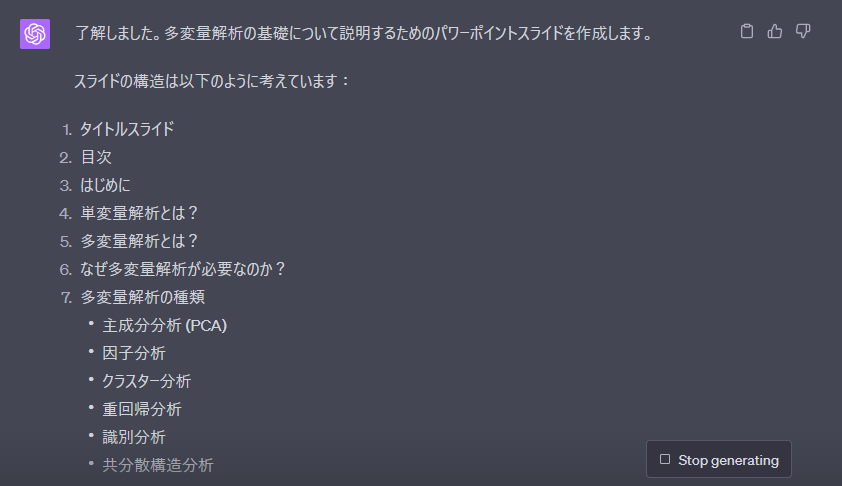 了解しました。多変量解析の基礎について説明するためのパワーポイントスライドを作成します。
スライドの構造は以下のように考えています：
1. タイトルスライド
2. 目次
3. はじめに
4. 単変量解析とは？
5. 多変量解析とは？
6. なぜ多変量解析が必要なのか？
7. 多変量解析の種類
• 主成分分析 (PCA)
• 因子分析
• クラスター分析
• 重回帰分析
• 識別分析
• 共分散構造分析
Stop generating